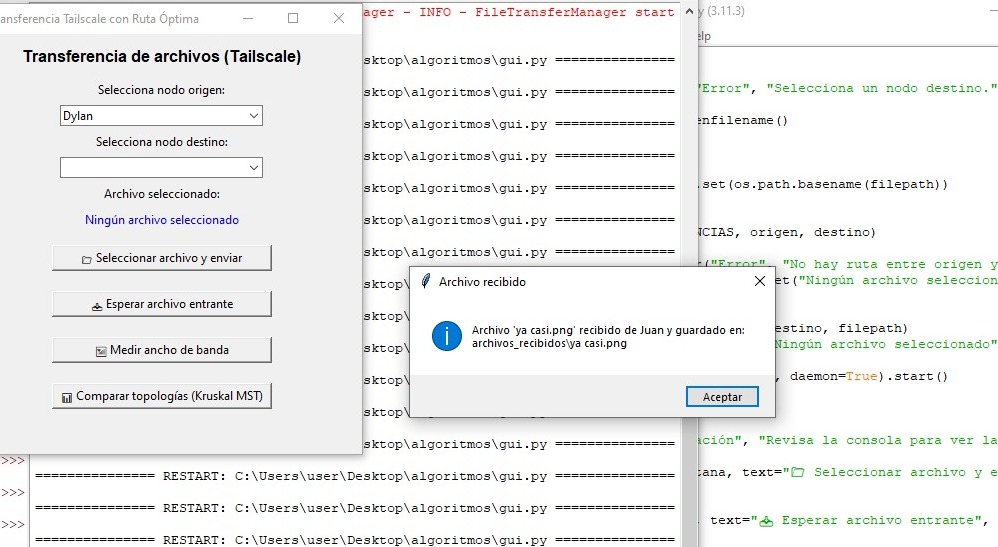 ansferencia Tailscale con Ruta Óptima
Transferencia de archivos (Tailscale)
Selecciona nodo origen:
Dylan
Selecciona nodo destino:
Archivo seleccionado:
Ningún archivo seleccionado
Seleccionar archivo y enviar
Esperar archivo entrante
Medir ancho de banda
Comparar topologías (Kruskal MST)
ager - INFO - FileTransferManager start
sktop\algoritmos\gui.py ===============
sktop\algoritmos\gui.py ===============
sktop\algoritmos\gui.py ===============
sktop\algoritmos\gui.py ===============
sktop\algoritmos\gui.py ===============
sktop\algoritmos\gui.py ===============
sktop\algoritmos\gui.py ===============
sktop\
sktop\
sktop\
sktop\
sktop\
sktop\algoritmos\gui.py ===============
>>>
=============== RESTART: C:\Users\user\Desktop\algoritmos\gui.py ===============
>>>
=============== RESTART: C:\Users\user\Desktop\algoritmos\gui.py ===============
>>>
=============== RESTART: C:\Users\user\Desktop\algoritmos\gui.py ===============
Archivo recibido
Archivo 'ya casi.png' recibido de Juan y guardado en:
archivos_recibidos\ya casi.png
Aceptar
y (3.11.3)
elp
"Error", "Selecciona un nodo destino."
enfilename()
.set(os.path.basename(filepath))
NCIAS, origen, destino)
("Error", "No hay ruta entre origen y
et("Ningún archivo seleccion
estino, filepath)
Ningún archivo seleccionado"
, daemon=True).start()
ación", "Revisa la consola para ver la
tana, text="📂 Seleccionar archivo y e
, text="📥 Esperar archivo entrante",